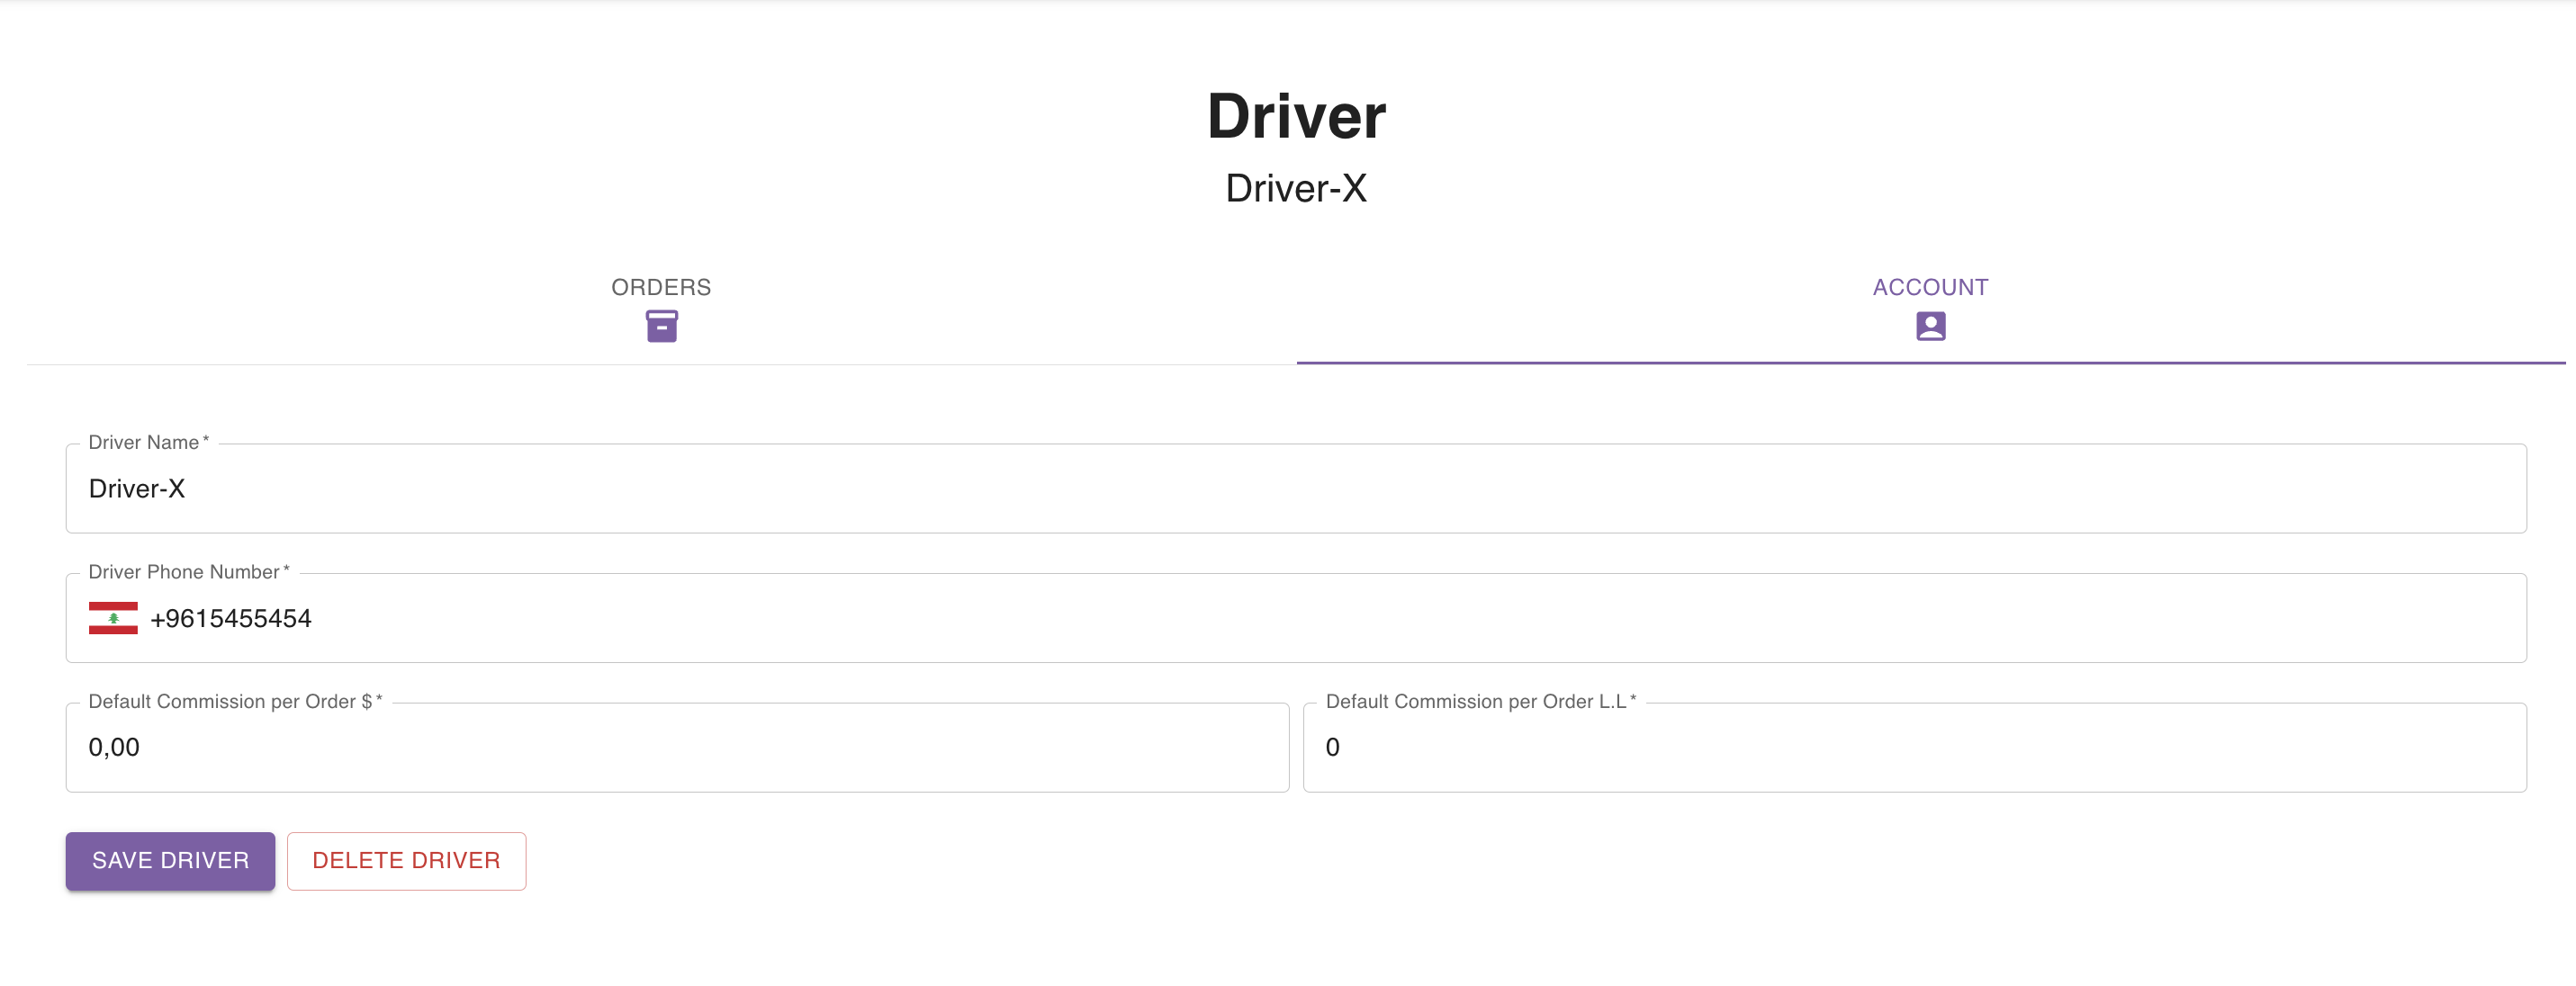 Driver
Driver-X
ORDERS
ACCOUNT
Driver Name *
Driver-X
Driver Phone Number *
+9615455454
Default Commission per Order $ *
0,00
Default Commission per Order L.L *
0
SAVE DRIVER
DELETE DRIVER